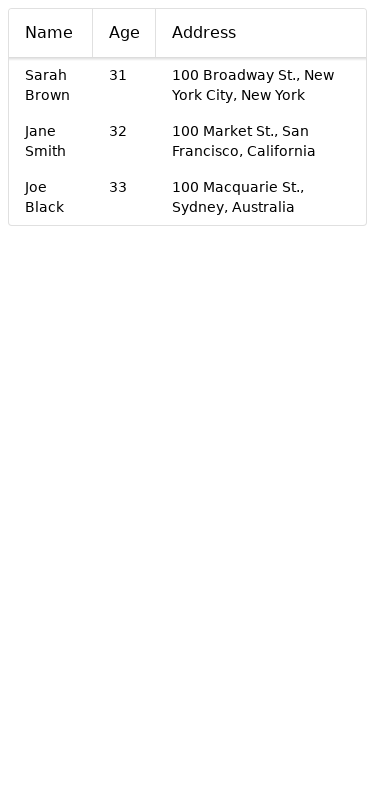 Name Age Address
Sarah 31 100 Broadway St., New
Brown York City, New York
Jane 32 100 Market St., San
Smith Francisco, California
Joe 33 100 Macquarie St.,
Black Sydney, Australia